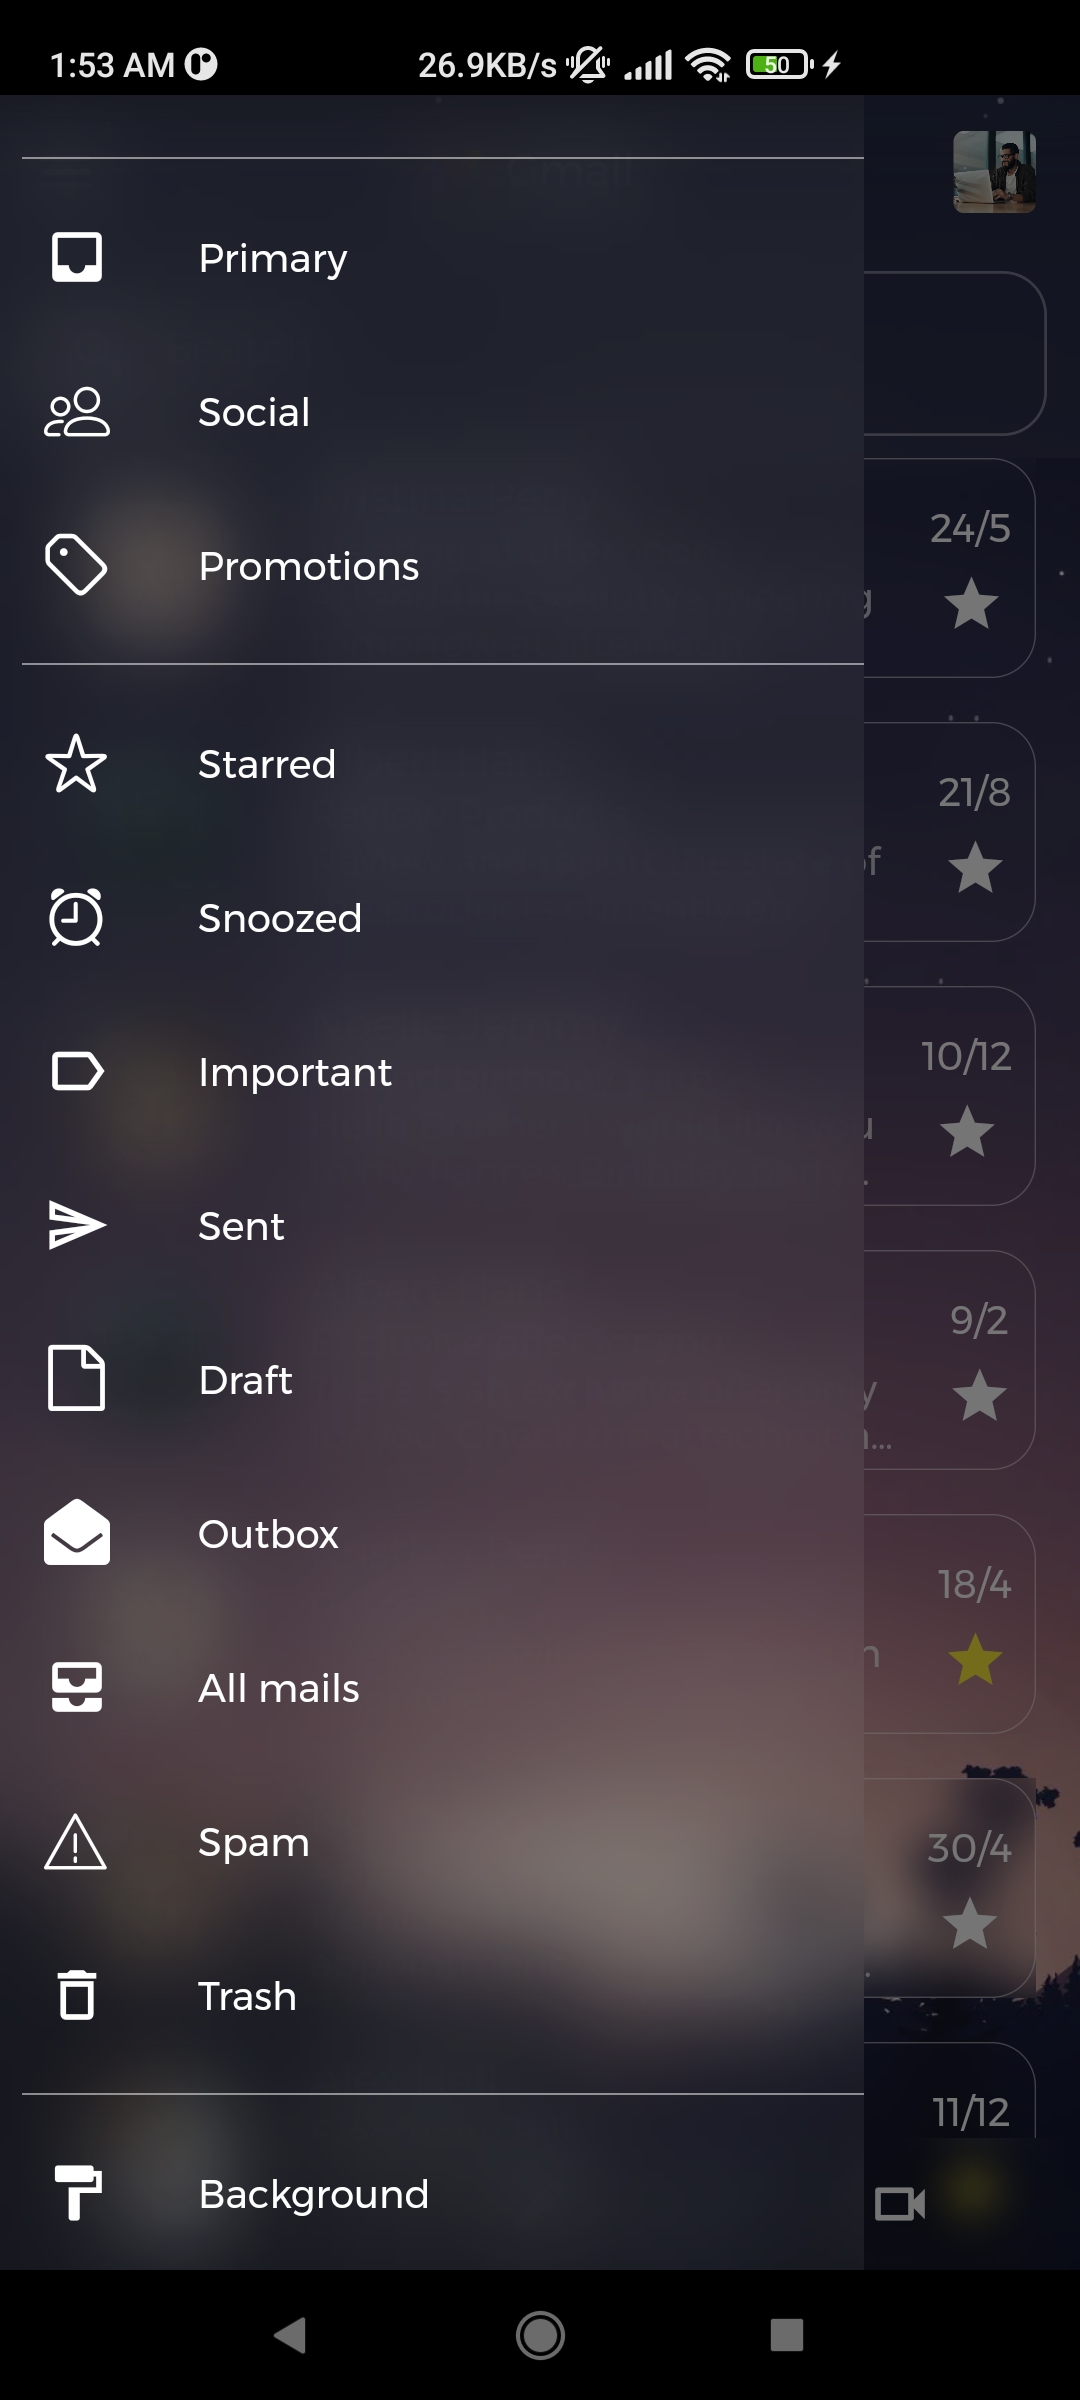 1:53 AM 26.9KB/s 50
Primary
Social
Promotions
24/5
Starred
21/8
Snoozed
Important
10/12
Sent
9/2
Draft
Outbox
18/4
All mails
Spam
30/4
Trash
11/12
Background